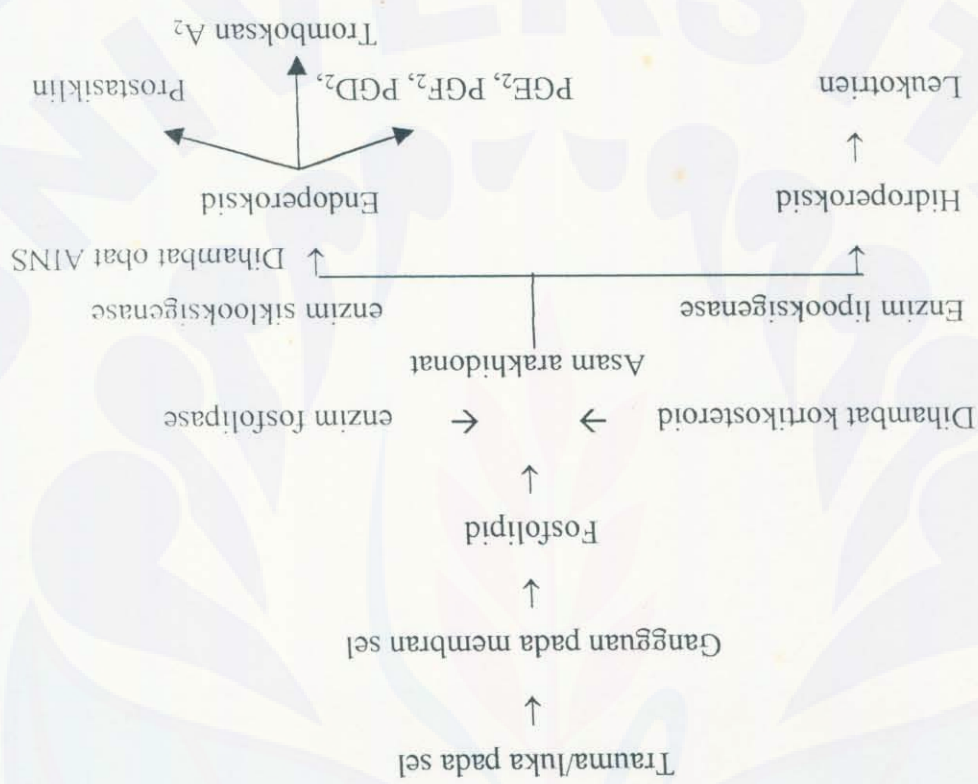 Trauma/luka pada sel
Gangguan pada membran sel
Fosfolipid
Dihambat kortikosteroid → ← enzim fosfolipase
Asam arakhidonat
Enzim lipooksigenase enzim siklooksigenase
Dihambat obat AINS
Hidroperoksid Endoperoksid
Leukotrien PGE₂, PGF₂, PGD₂, Prostasiklin
Tromboksan A₂
NIVERSIT